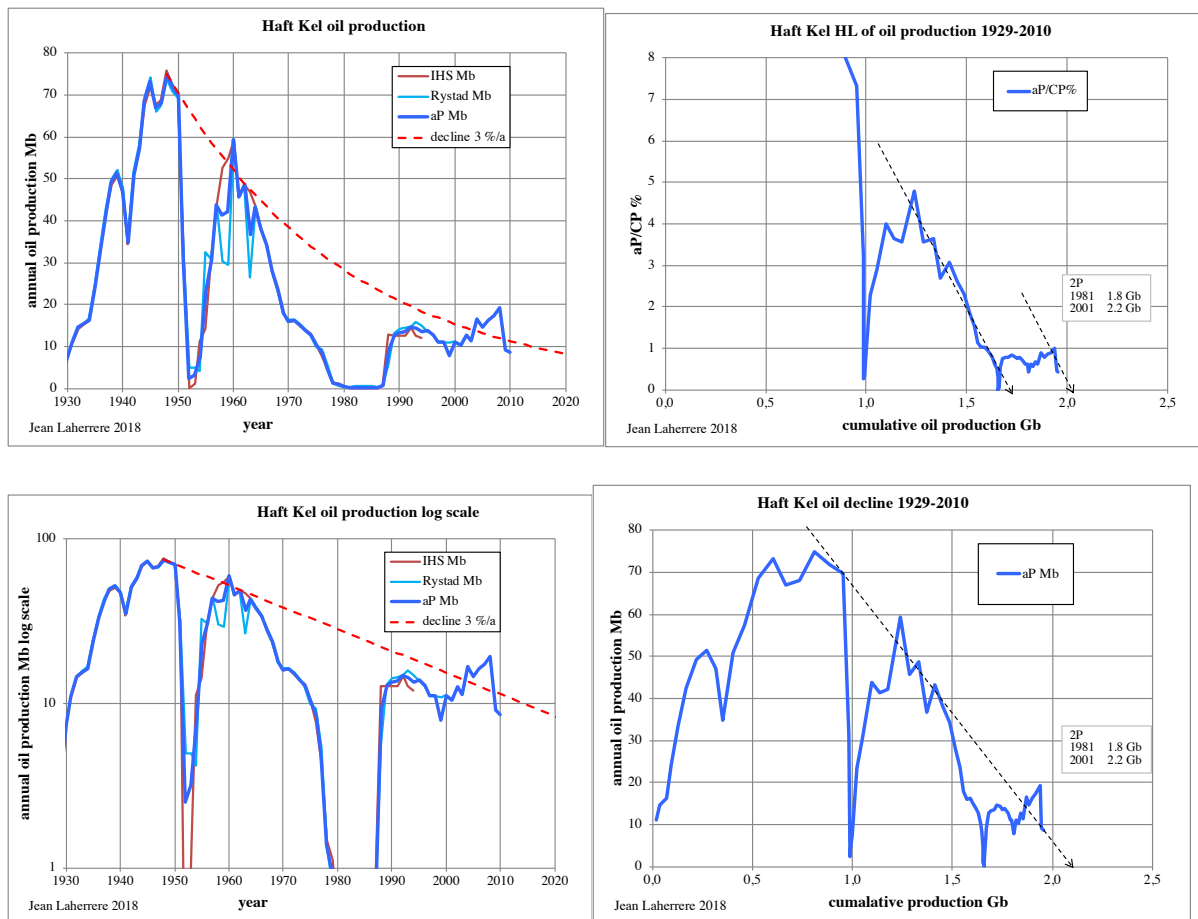 Haft Kel oil production
annual oil production Mb
80
70
60
50
40
30
20
10
0
IHS Mb
Rystad Mb
aP Mb
decline 3 %/a
1930 1940 1950 1960 1970 1980 1990 2000 2010 2020
year
Jean Laherrere 2018
Haft Kel HL of oil production 1929-2010
aP/CP %
8
7
6
5
4
3
2
1
0
aP/CP%
2P
1981 1.8 Gb
2001 2.2 Gb
0,0 0,5 1,0 1,5 2,0 2,5
cumulative oil production Gb
Jean Laherrere 2018
Haft Kel oil production log scale
annual oil production Mb log scale
100
10
1
IHS Mb
Rystad Mb
aP Mb
decline 3 %/a
1930 1940 1950 1960 1970 1980 1990 2000 2010 2020
year
Jean Laherrere 2018
Haft Kel oil decline 1929-2010
annual oil production Mb
80
70
60
50
40
30
20
10
0
aP Mb
2P
1981 1.8 Gb
2001 2.2 Gb
0,0 0,5 1,0 1,5 2,0 2,5
cumulative production Gb
Jean Laherrere 2018